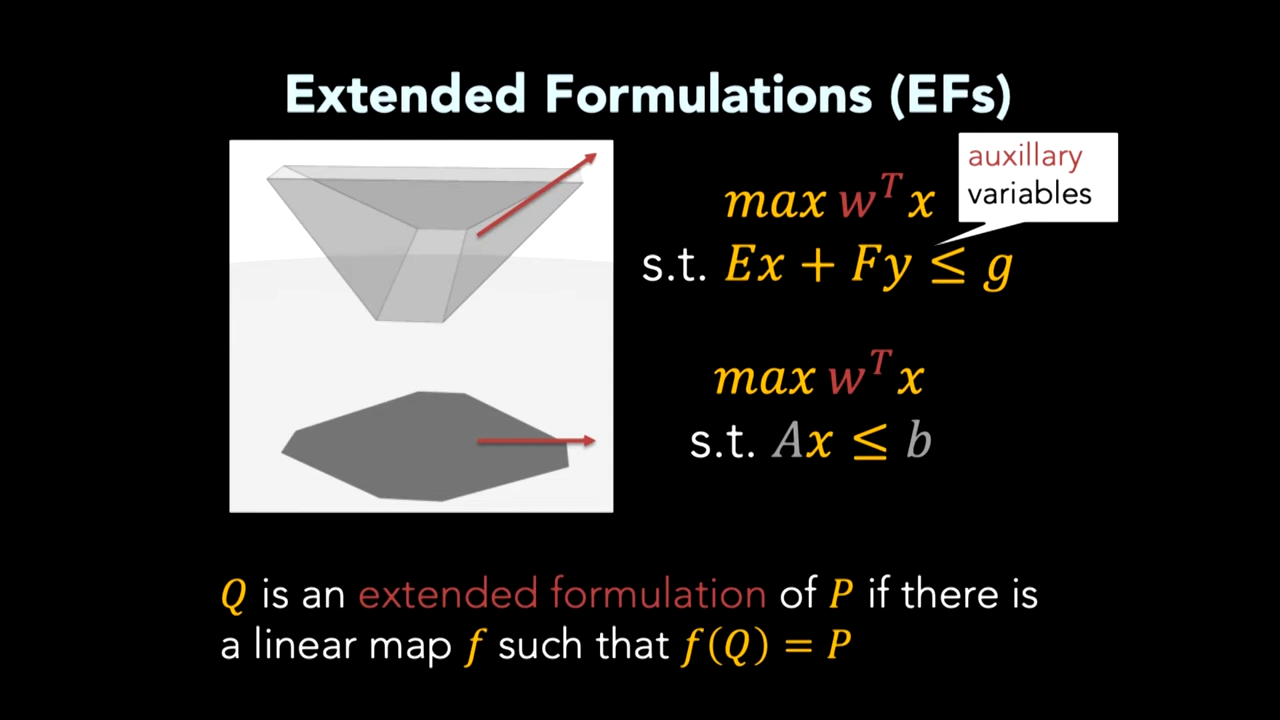 Extended Formulations (EFs)
auxillary
variables
max wᵀx
s.t. Ex + Fy ≤ g
max wᵀx
s.t. Ax ≤ b
Q is an extended formulation of P if there is
a linear map f such that f(Q) = P